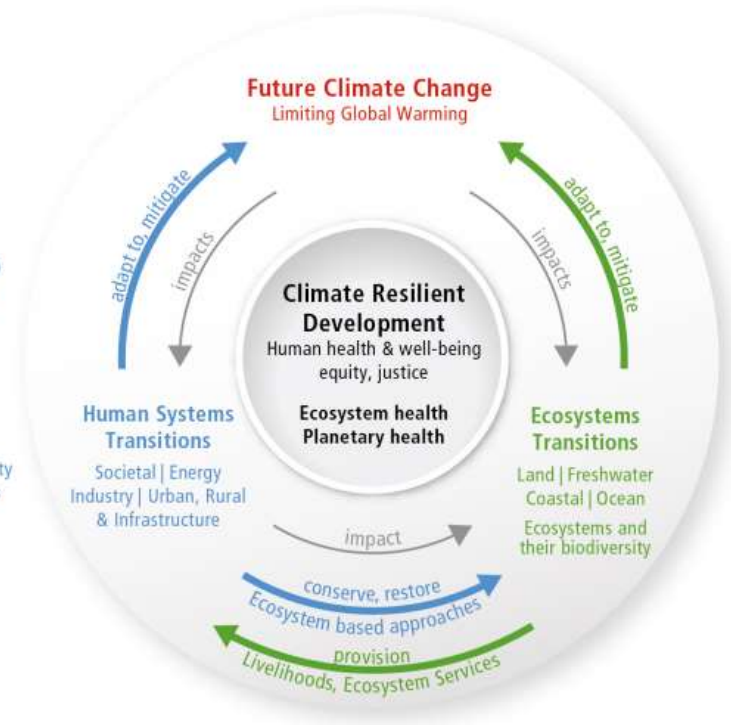 Future Climate Change
Limiting Global Warming
adapt to, mitigate
impacts
impacts
adapt to, mitigate
Climate Resilient
Development
Human health & well-being
equity, justice
Ecosystem health
Planetary health
Human Systems
Transitions
Societal | Energy
Industry | Urban, Rural
& Infrastructure
Ecosystems
Transitions
Land | Freshwater
Coastal | Ocean
Ecosystems and
their biodiversity
impact
conserve, restore
Ecosystem based approaches
provision
Livelihoods, Ecosystem Services